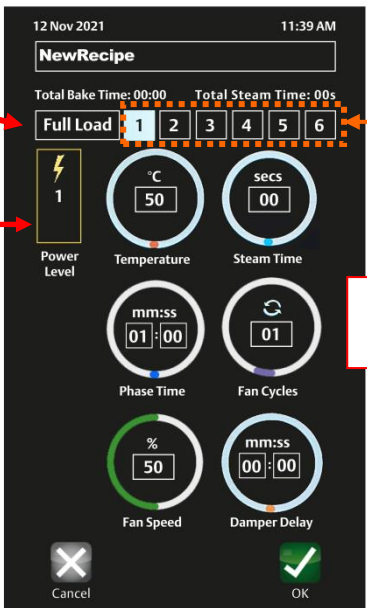 12 Nov 2021 11:39 AM
NewRecipe
Total Bake Time: 00:00 Total Steam Time: 00s
Full Load 1 2 3 4 5 6
1
Power
Level
°C
50
Temperature
secs
00
Steam Time
mm:ss
01:00
Phase Time
01
Fan Cycles
%
50
Fan Speed
mm:ss
00:00
Damper Delay
Cancel
OK